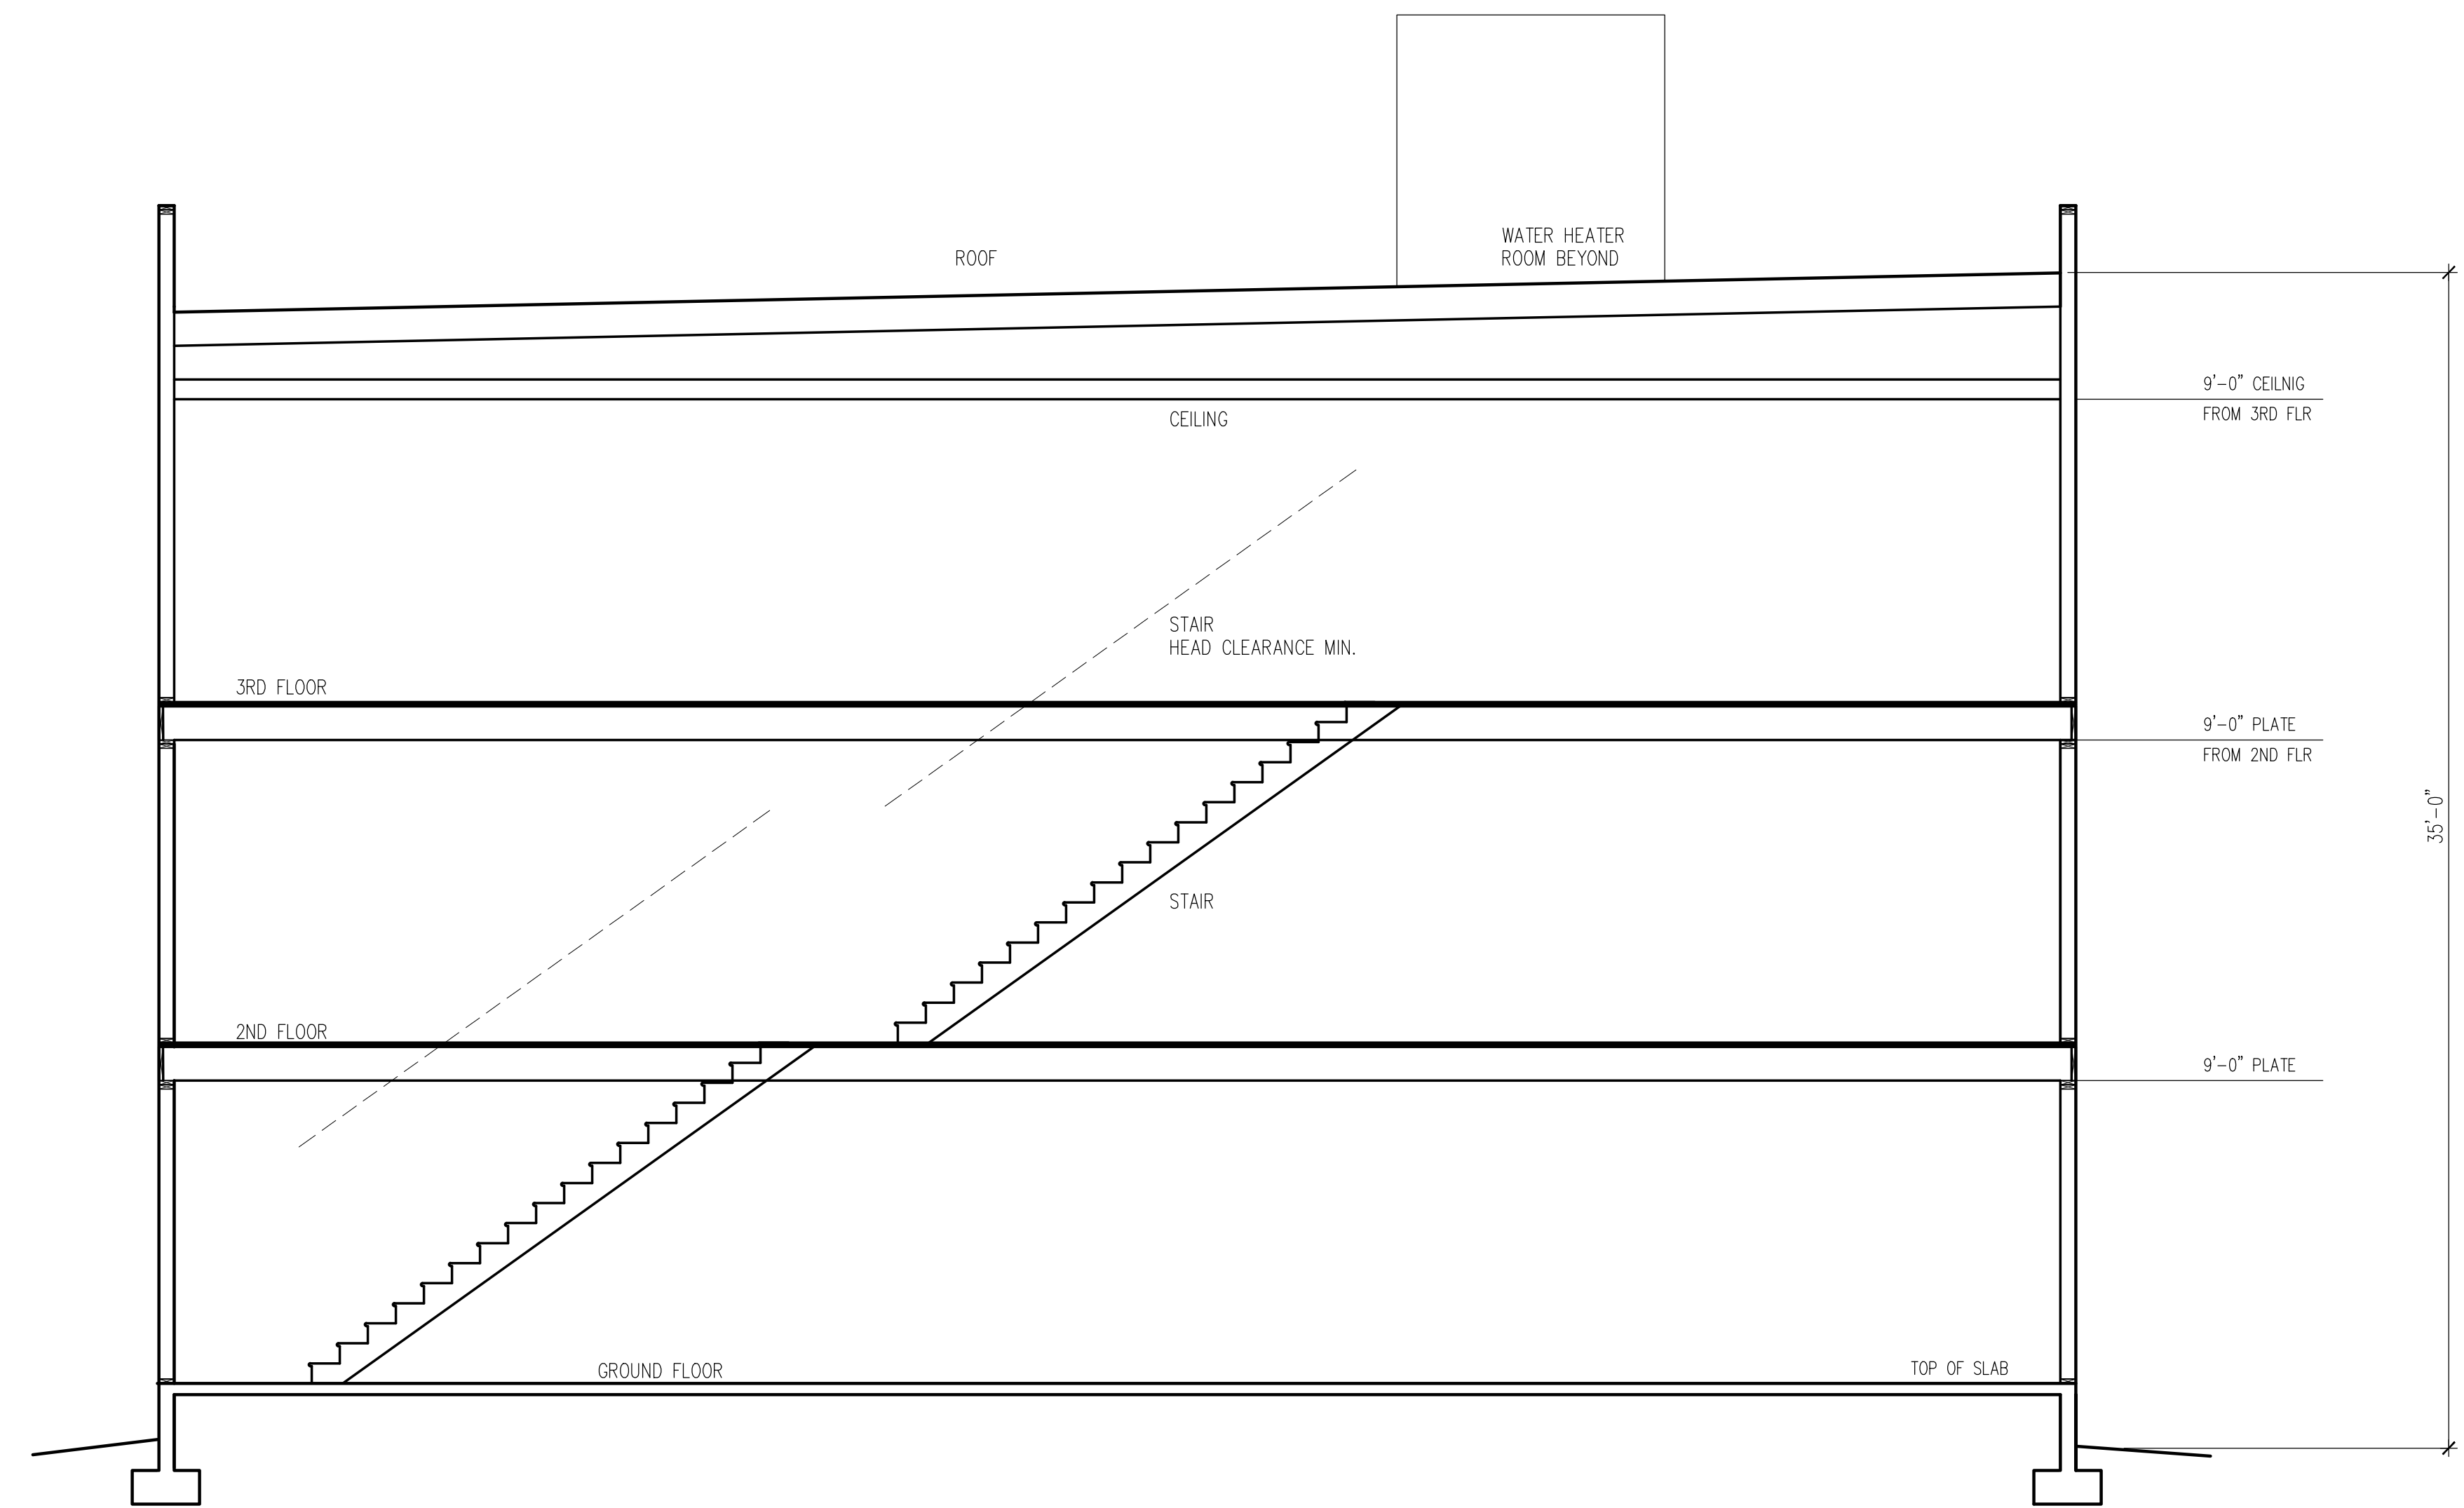 WATER HEATER
ROOM BEYOND
ROOF
9'-0" CEILNIG
FROM 3RD FLR
CEILING
STAIR
HEAD CLEARANCE MIN.
3RD FLOOR
9'-0" PLATE
FROM 2ND FLR
35'-0"
STAIR
2ND FLOOR
9'-0" PLATE
GROUND FLOOR
TOP OF SLAB